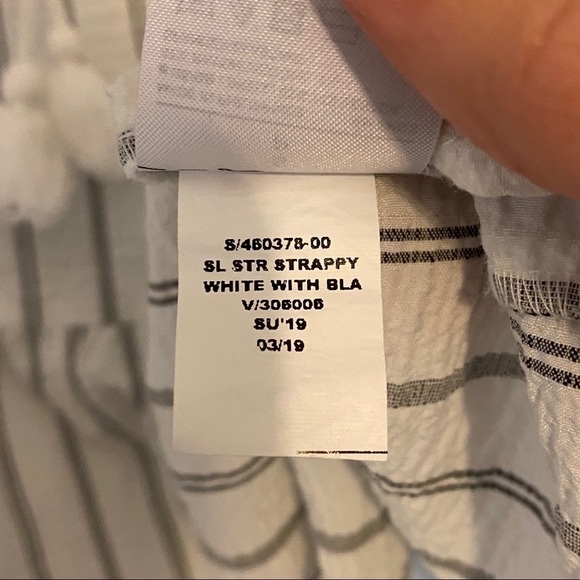 S/460378-00
SL STR STRAPPY
WHITE WITH BLA
V/306006
SU'19
03/19